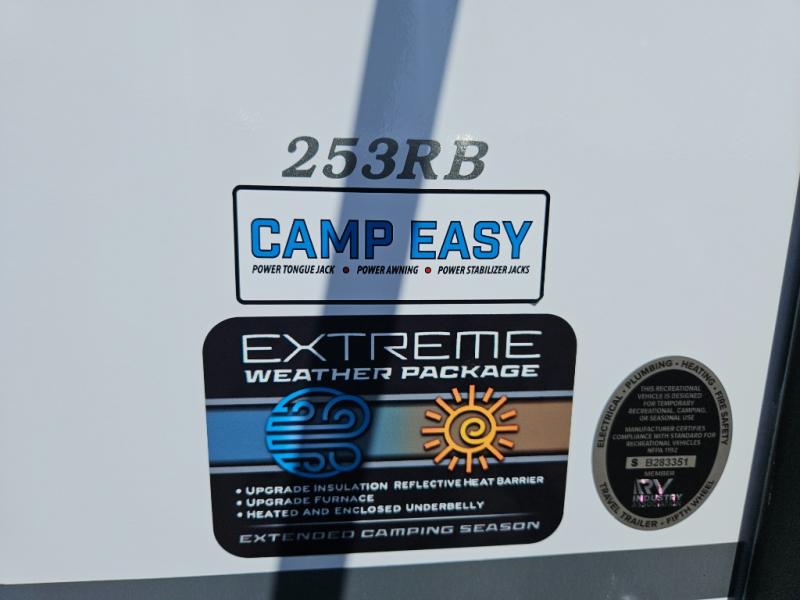 253RB
CAMP EASY
POWER TONGUE JACK • POWER AWNING • POWER STABILIZER JACKS
EXTREME
WEATHER PACKAGE
• UPGRADE INSULATION REFLECTIVE HEAT BARRIER
• UPGRADE FURNACE
• HEATED AND ENCLOSED UNDERBELLY
EXTENDED CAMPING SEASON
ELECTRICAL • PLUMBING • HEATING • FIRE SAFETY
THIS RECREATIONAL
VEHICLE IS DESIGNED
FOR TEMPORARY
RECREATIONAL, CAMPING,
OR SEASONAL USE
MANUFACTURER CERTIFIES
COMPLIANCE WITH STANDARD FOR
RECREATIONAL VEHICLES
NFPA 1192
S B283351
MEMBER
RV
INDUSTRY
ASSOCIATION
TRAVEL TRAILER • FIFTH WHEEL